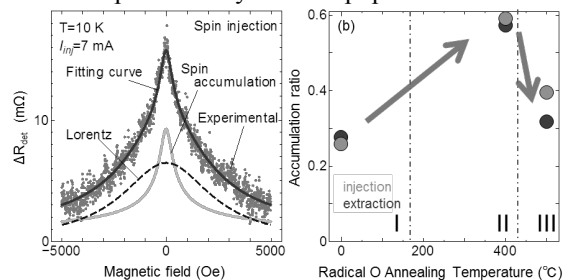 T=10 K
Spin injection
I_inj=7 mA
Fitting curve
Spin
accumulation
Lorentz
Experimental
ΔR_det (mΩ)
10
0
−5000
0
5000
Magnetic field (Oe)
(b)
Accumulation ratio
0.6
0.4
0.2
0
injection
extraction
I
II
III
0
200
400
Radical O Annealing Temperature (°C)